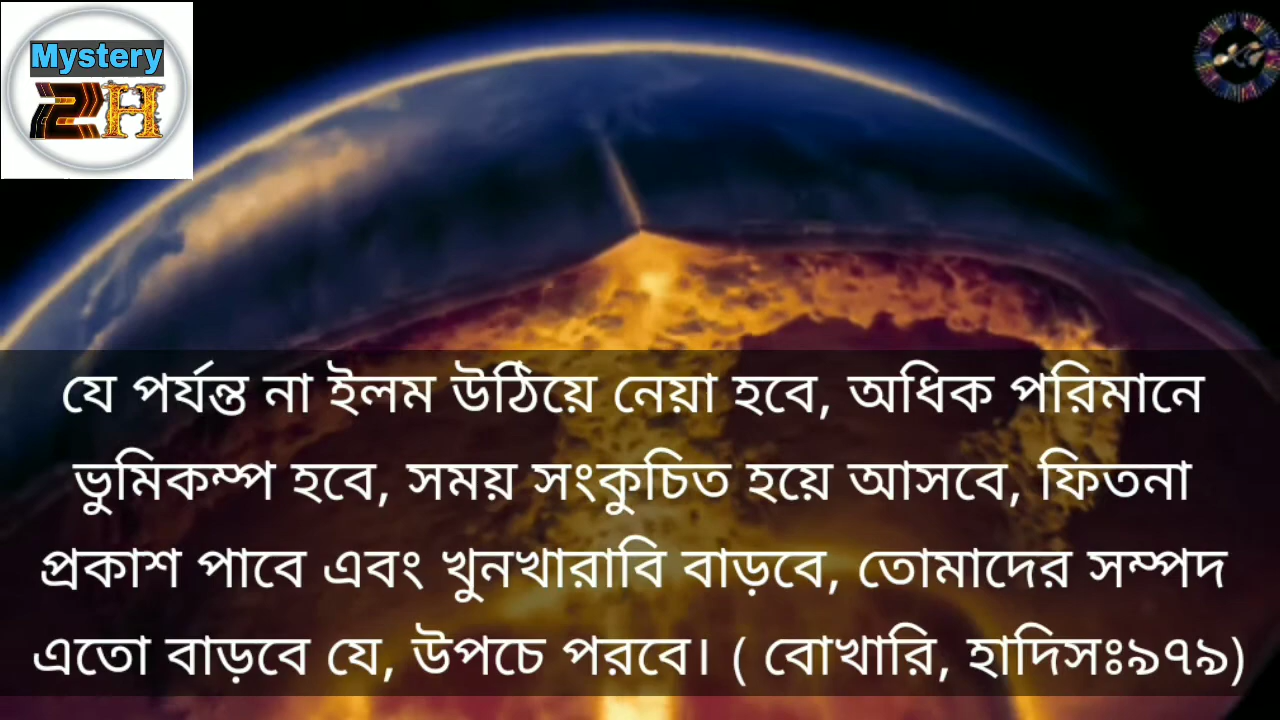 Mystery
2H
যে পর্যন্ত না ইলম উঠিয়ে নেয়া হবে, অধিক পরিমানে
ভুমিকম্প হবে, সময় সংকুচিত হয়ে আসবে, ফিতনা
প্রকাশ পাবে এবং খুনখারাবি বাড়বে, তোমাদের সম্পদ
এতো বাড়বে যে, উপচে পরবে। ( বোখারি, হাদিসঃ৯৭৯)